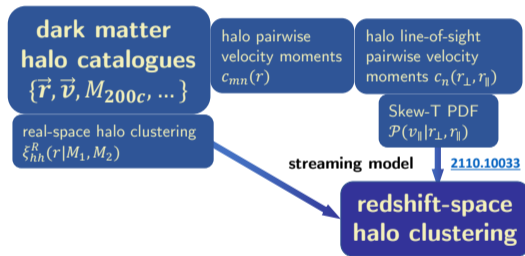 dark matter
halo catalogues
{r⃗, v⃗, M₂₀₀c, … }
halo pairwise
velocity moments
cₘₙ(r)
halo line-of-sight
pairwise velocity
moments cₙ(r⊥, r∥)
real-space halo clustering
ξᴿₕₕ(r|M₁, M₂)
Skew-T PDF
𝒫(v∥|r⊥, r∥)
streaming model
2110.10033
redshift-space
halo clustering